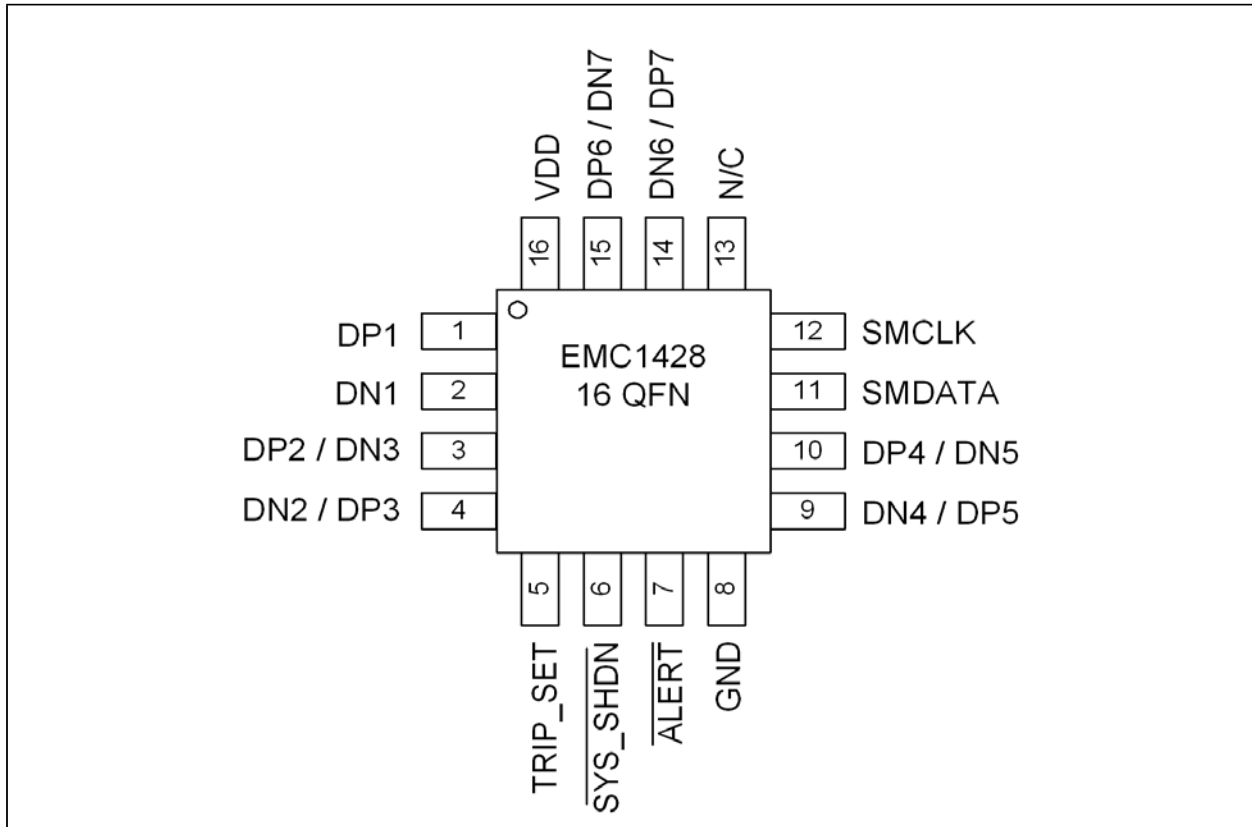 VDD
DP6 / DN7
DN6 / DP7
N/C
16
15
14
13
DP1
1
DN1
2
DP2 / DN3
3
DN2 / DP3
4
EMC1428
16 QFN
12
SMCLK
11
SMDATA
10
DP4 / DN5
9
DN4 / DP5
5
6
7
8
TRIP_SET
SYS_SHDN
ALERT
GND